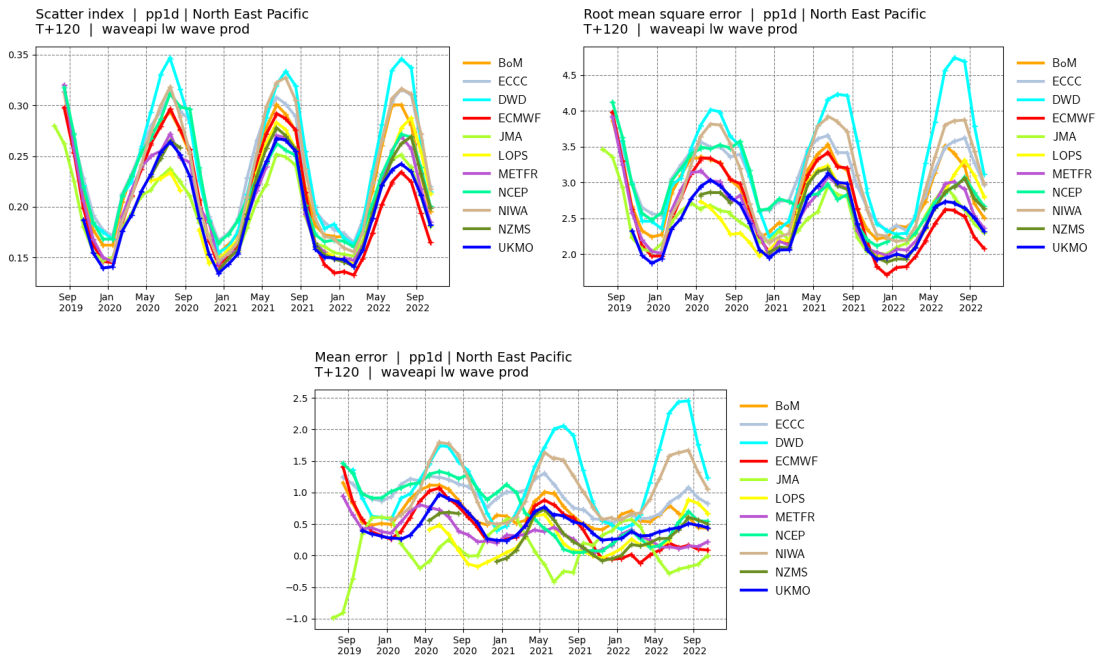 Scatter index | pp1d | North East Pacific
T+120 | waveapi lw wave prod
0.35
0.30
0.25
0.20
0.15
Sep 2019
Jan 2020
May 2020
Sep 2020
Jan 2021
May 2021
Sep 2021
Jan 2022
May 2022
Sep 2022
BoM
ECCC
DWD
ECMWF
JMA
LOPS
METFR
NCEP
NIWA
NZMS
UKMO
Root mean square error | pp1d | North East Pacific
T+120 | waveapi lw wave prod
4.5
4.0
3.5
3.0
2.5
2.0
Sep 2019
Jan 2020
May 2020
Sep 2020
Jan 2021
May 2021
Sep 2021
Jan 2022
May 2022
Sep 2022
BoM
ECCC
DWD
ECMWF
JMA
LOPS
METFR
NCEP
NIWA
NZMS
UKMO
Mean error | pp1d | North East Pacific
T+120 | waveapi lw wave prod
2.5
2.0
1.5
1.0
0.5
0.0
−0.5
−1.0
Sep 2019
Jan 2020
May 2020
Sep 2020
Jan 2021
May 2021
Sep 2021
Jan 2022
May 2022
Sep 2022
BoM
ECCC
DWD
ECMWF
JMA
LOPS
METFR
NCEP
NIWA
NZMS
UKMO